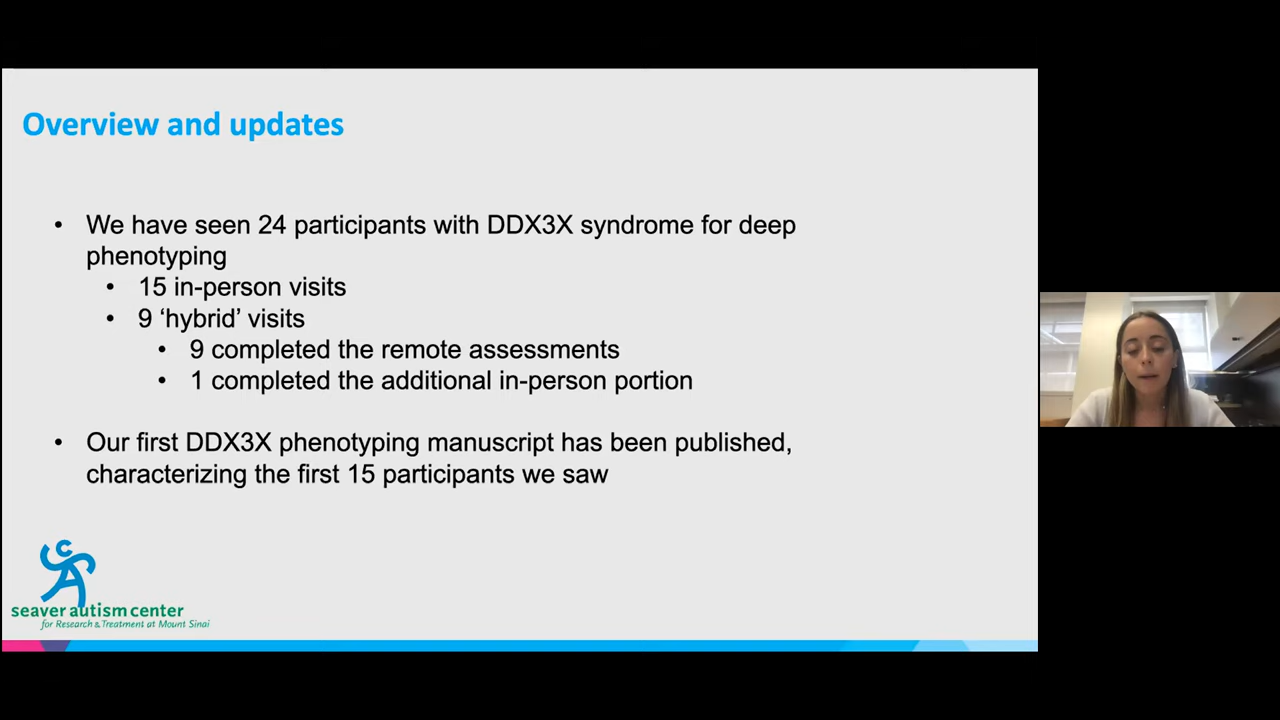 Overview and updates
• We have seen 24 participants with DDX3X syndrome for deep
phenotyping
• 15 in-person visits
• 9 ‘hybrid’ visits
• 9 completed the remote assessments
• 1 completed the additional in-person portion
• Our first DDX3X phenotyping manuscript has been published,
characterizing the first 15 participants we saw
seaver autism center
for Research & Treatment at Mount Sinai